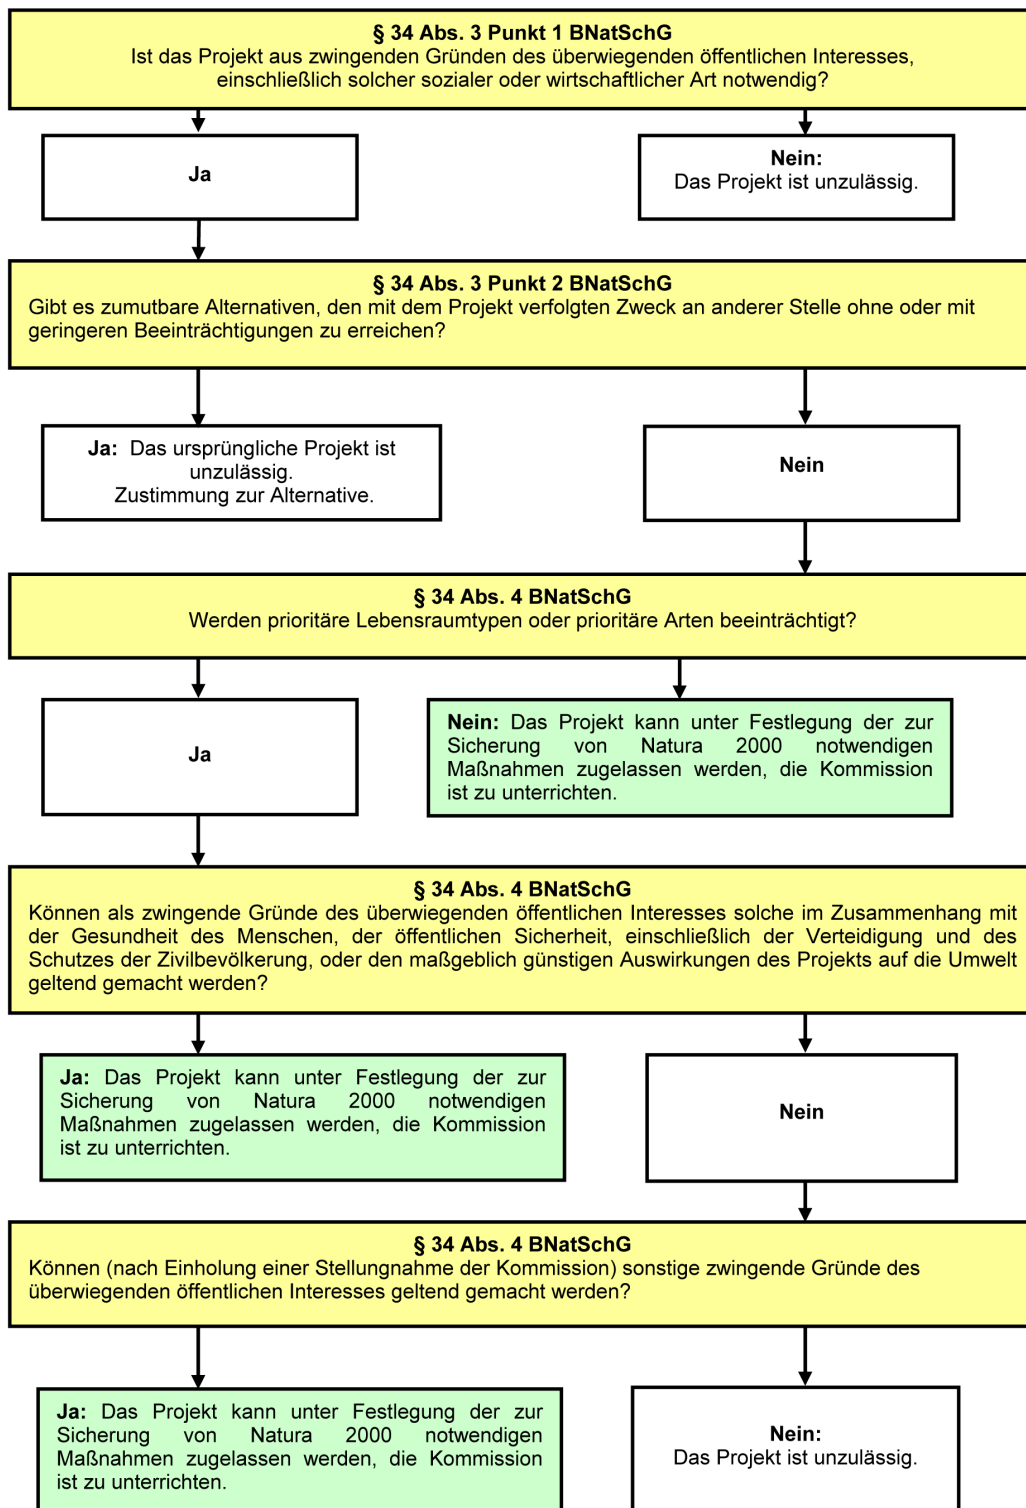 § 34 Abs. 3 Punkt 1 BNatSchG
Ist das Projekt aus zwingenden Gründen des überwiegenden öffentlichen Interesses,
einschließlich solcher sozialer oder wirtschaftlicher Art notwendig?
Ja
Nein:
Das Projekt ist unzulässig.
§ 34 Abs. 3 Punkt 2 BNatSchG
Gibt es zumutbare Alternativen, den mit dem Projekt verfolgten Zweck an anderer Stelle ohne oder mit
geringeren Beeinträchtigungen zu erreichen?
Ja: Das ursprüngliche Projekt ist
unzulässig.
Zustimmung zur Alternative.
Nein
§ 34 Abs. 4 BNatSchG
Werden prioritäre Lebensraumtypen oder prioritäre Arten beeinträchtigt?
Ja
Nein: Das Projekt kann unter Festlegung der zur
Sicherung von Natura 2000 notwendigen
Maßnahmen zugelassen werden, die Kommission
ist zu unterrichten.
§ 34 Abs. 4 BNatSchG
Können als zwingende Gründe des überwiegenden öffentlichen Interesses solche im Zusammenhang mit
der Gesundheit des Menschen, der öffentlichen Sicherheit, einschließlich der Verteidigung und des
Schutzes der Zivilbevölkerung, oder den maßgeblich günstigen Auswirkungen des Projekts auf die Umwelt
geltend gemacht werden?
Ja: Das Projekt kann unter Festlegung der zur
Sicherung von Natura 2000 notwendigen
Maßnahmen zugelassen werden, die Kommission
ist zu unterrichten.
Nein
§ 34 Abs. 4 BNatSchG
Können (nach Einholung einer Stellungnahme der Kommission) sonstige zwingende Gründe des
überwiegenden öffentlichen Interesses geltend gemacht werden?
Ja: Das Projekt kann unter Festlegung der zur
Sicherung von Natura 2000 notwendigen
Maßnahmen zugelassen werden, die Kommission
ist zu unterrichten.
Nein:
Das Projekt ist unzulässig.